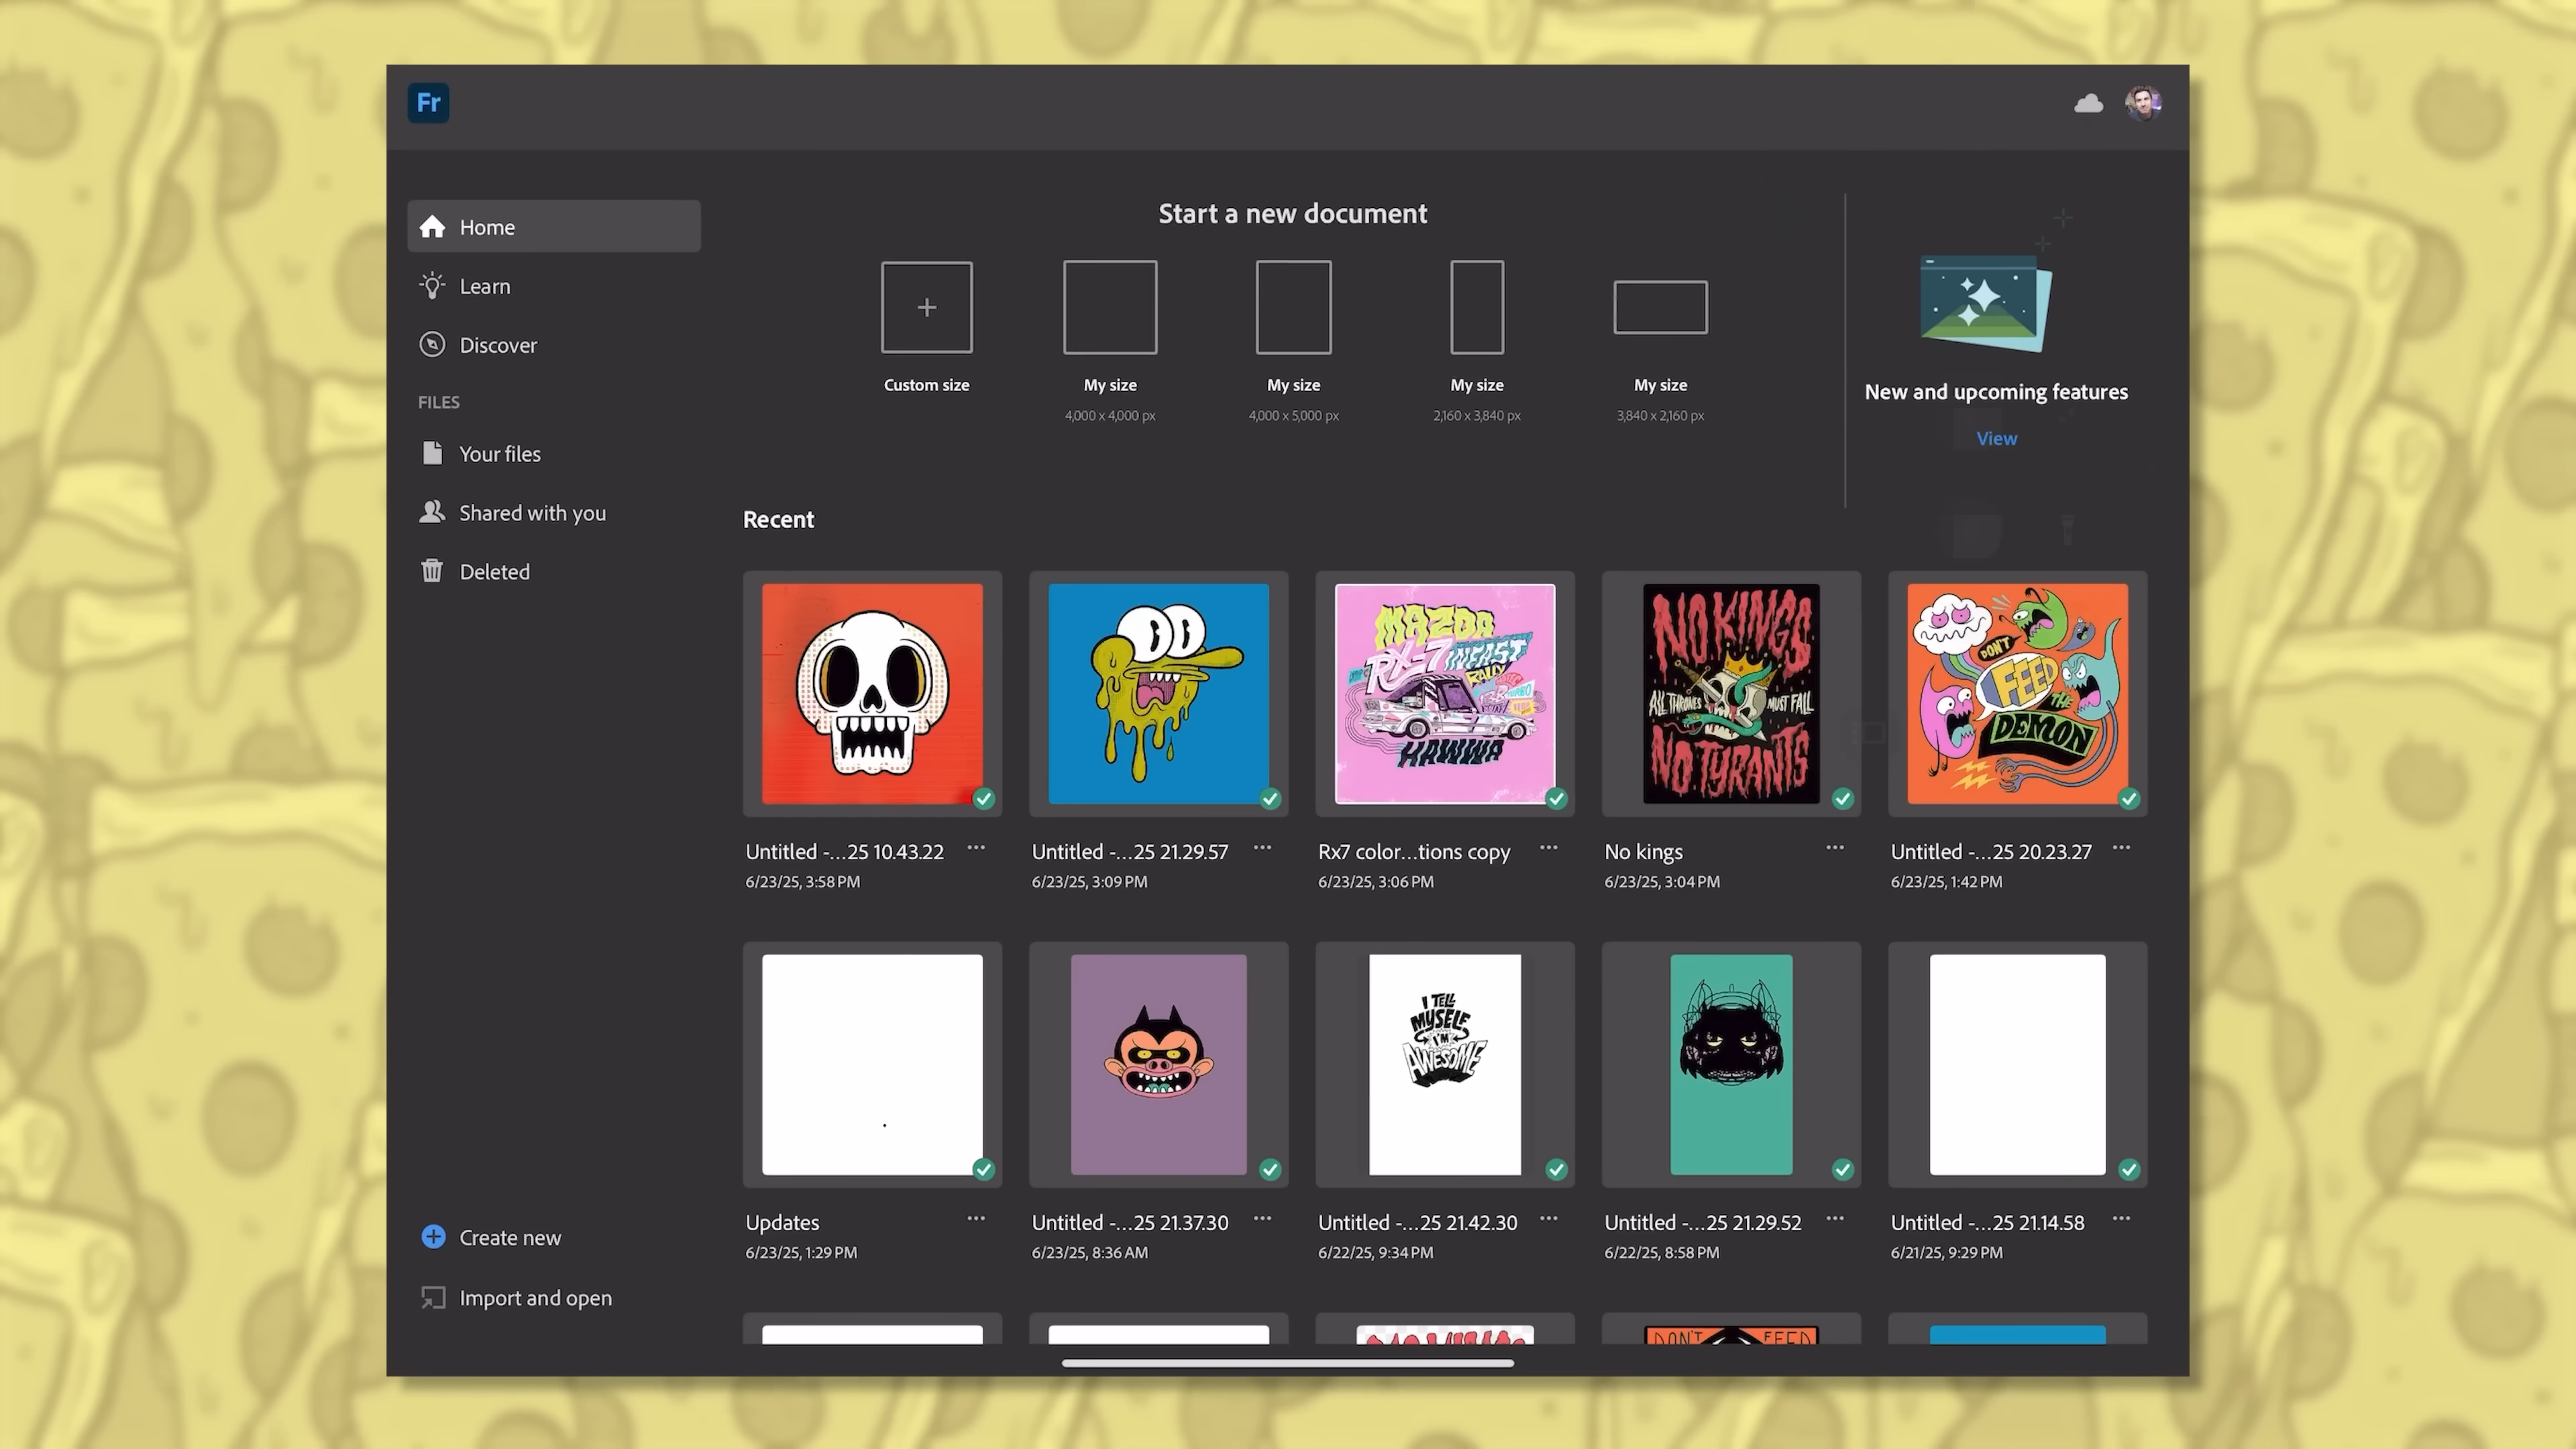 Fr
Home
Learn
Discover
FILES
Your files
Shared with you
Deleted
Create new
Import and open
Start a new document
Custom size
My size
4,000 x 4,000 px
My size
4,000 x 5,000 px
My size
2,160 x 3,840 px
My size
3,840 x 2,160 px
New and upcoming features
View
Recent
MAZDA
RX-7 INFAST
RALLY
HAWIIIA
NO KINGS
ALL THRONES MUST FALL
NO TYRANTS
DON'T
FEED
THE
DEMON
Untitled -...25 10.43.22
6/23/25, 3:58 PM
Untitled -...25 21.29.57
6/23/25, 3:09 PM
Rx7 color...tions copy
6/23/25, 3:06 PM
No kings
6/23/25, 3:04 PM
Untitled -...25 20.23.27
6/23/25, 1:42 PM
I TELL
MYSELF
I'M
AWESOME
Updates
6/23/25, 1:29 PM
Untitled -...25 21.37.30
6/23/25, 8:36 AM
Untitled -...25 21.42.30
6/22/25, 9:34 PM
Untitled -...25 21.29.52
6/22/25, 8:58 PM
Untitled -...25 21.14.58
6/21/25, 9:29 PM
DON'T FEED